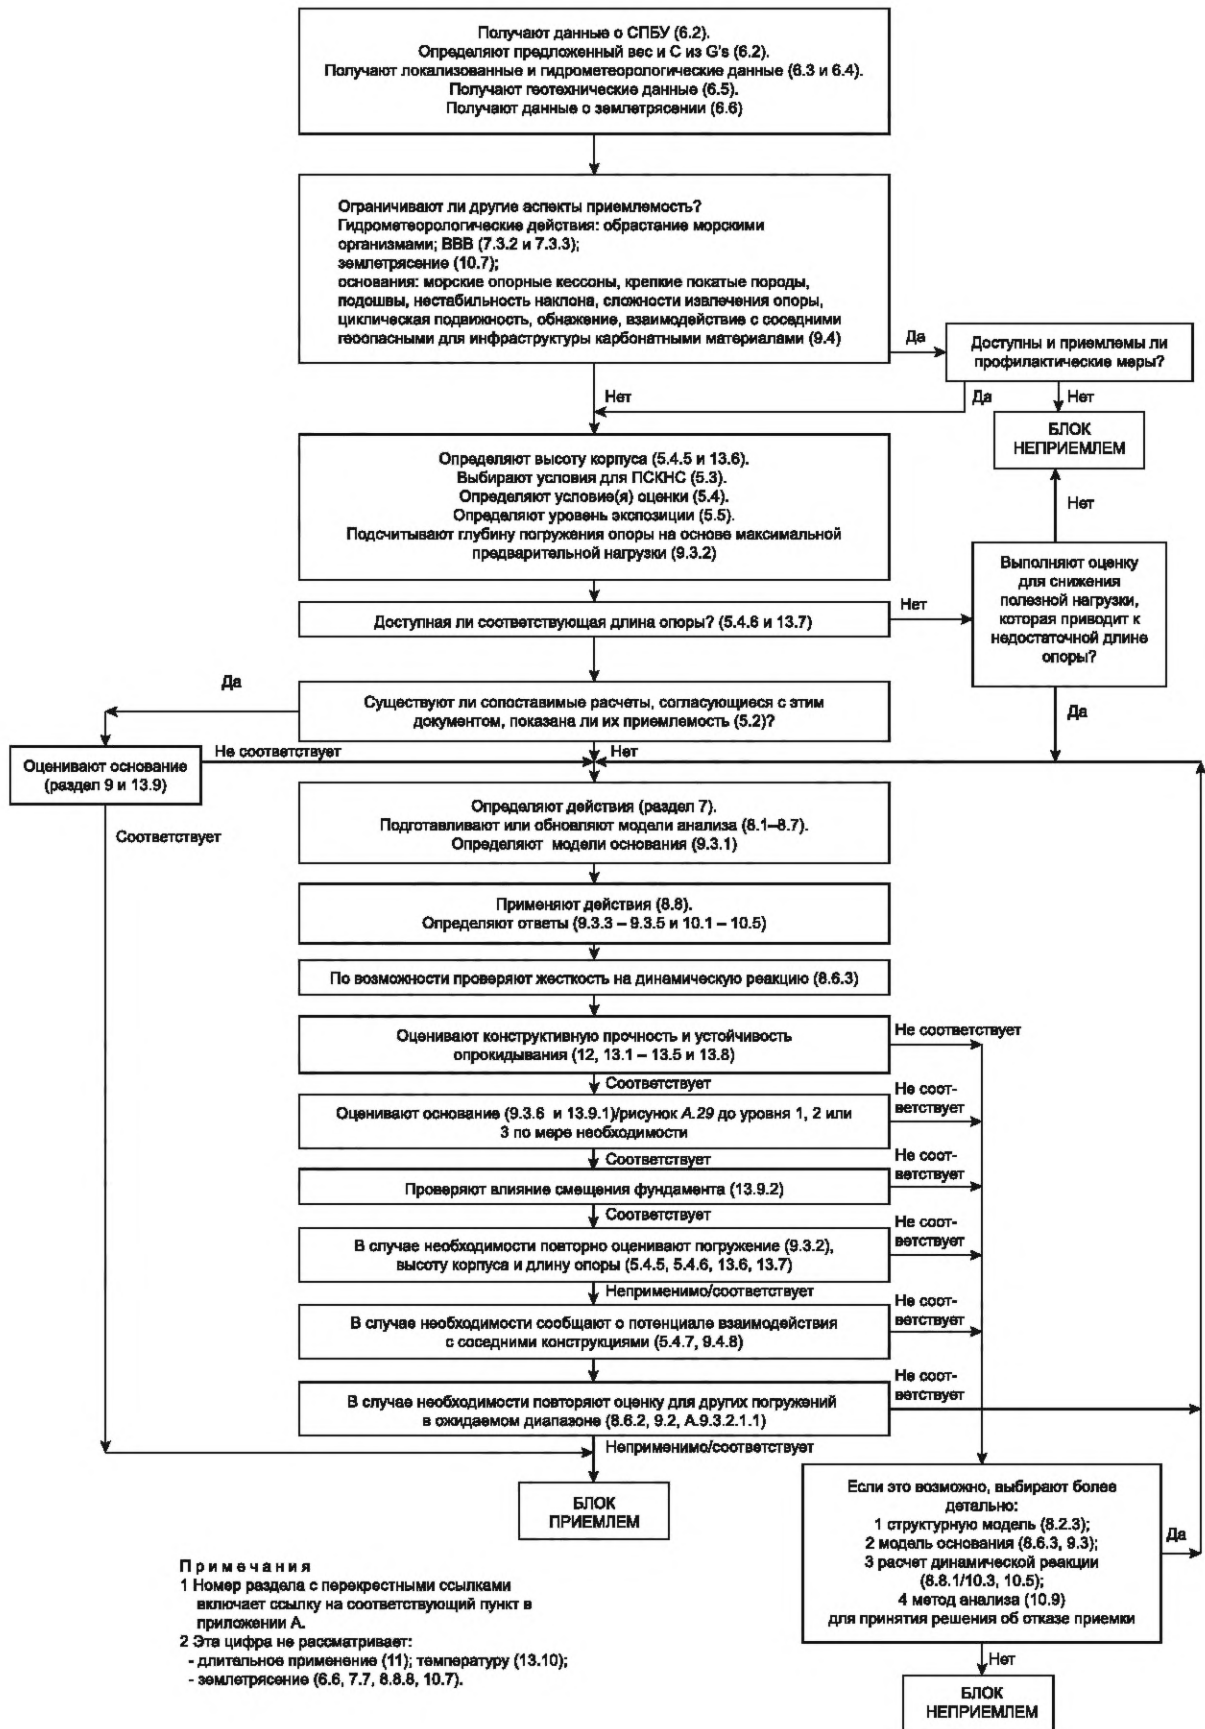 Получают данные о СПБУ (6.2).
Определяют предложенный вес и С из G's (6.2).
Получают локализованные и гидрометеорологические данные (6.3 и 6.4).
Получают геотехнические данные (6.5).
Получают данные о землетрясении (6.6)
Ограничивают ли другие аспекты приемлемость?
Гидрометеорологические действия: обрастание морскими
организмами; ВВВ (7.3.2 и 7.3.3);
землетрясение (10.7);
основания: морские опорные кессоны, крепкие покатые породы,
подошвы, нестабильность наклона, сложности извлечения опоры,
циклическая подвижность, обнажение, взаимодействие с соседними
геоопасными для инфраструктуры карбонатными материалами (9.4)
Да
Доступны и приемлемы ли
профилактические меры?
Нет
Да
Нет
БЛОК
НЕПРИЕМЛЕМ
Определяют высоту корпуса (5.4.5 и 13.6).
Выбирают условия для ПСКНС (5.3).
Определяют условие(я) оценки (5.4).
Определяют уровень экспозиции (5.5).
Подсчитывают глубину погружения опоры на основе максимальной
предварительной нагрузки (9.3.2)
Нет
Выполняют оценку
для снижения
полезной нагрузки,
которая приводит к
недостаточной длине
опоры?
Доступная ли соответствующая длина опоры? (5.4.6 и 13.7)
Нет
Да
Да
Существуют ли сопоставимые расчеты, согласующиеся с этим
документом, показана ли их приемлемость (5.2)?
Оценивают основание
(раздел 9 и 13.9)
Не соответствует
Нет
Соответствует
Определяют действия (раздел 7).
Подготавливают или обновляют модели анализа (8.1–8.7).
Определяют модели основания (9.3.1)
Применяют действия (8.8).
Определяют ответы (9.3.3 – 9.3.5 и 10.1 – 10.5)
По возможности проверяют жесткость на динамическую реакцию (8.6.3)
Оценивают конструктивную прочность и устойчивость
опрокидывания (12, 13.1 – 13.5 и 13.8)
Не соответствует
Соответствует
Оценивают основание (9.3.6 и 13.9.1)/рисунок А.29 до уровня 1, 2 или
3 по мере необходимости
Не соот-
ветствует
Соответствует
Проверяют влияние смещения фундамента (13.9.2)
Не соот-
ветствует
Соответствует
В случае необходимости повторно оценивают погружение (9.3.2),
высоту корпуса и длину опоры (5.4.5, 5.4.6, 13.6, 13.7)
Не соот-
ветствует
Неприменимо/соответствует
В случае необходимости сообщают о потенциале взаимодействия
с соседними конструкциями (5.4.7, 9.4.8)
Не соот-
ветствует
В случае необходимости повторяют оценку для других погружений
в ожидаемом диапазоне (8.6.2, 9.2, А.9.3.2.1.1)
Не соот-
ветствует
Неприменимо/соответствует
БЛОК
ПРИЕМЛЕМ
Если это возможно, выбирают более
детально:
1 структурную модель (8.2.3);
2 модель основания (8.6.3, 9.3);
3 расчет динамической реакции
(8.8.1/10.3, 10.5);
4 метод анализа (10.9)
для принятия решения об отказе приемки
Да
Нет
БЛОК
НЕПРИЕМЛЕМ
Примечания
1 Номер раздела с перекрестными ссылками
включает ссылку на соответствующий пункт в
приложении А.
2 Эта цифра не рассматривает:
- длительное применение (11); температуру (13.10);
- землетрясение (6.6, 7.7, 8.8.8, 10.7).